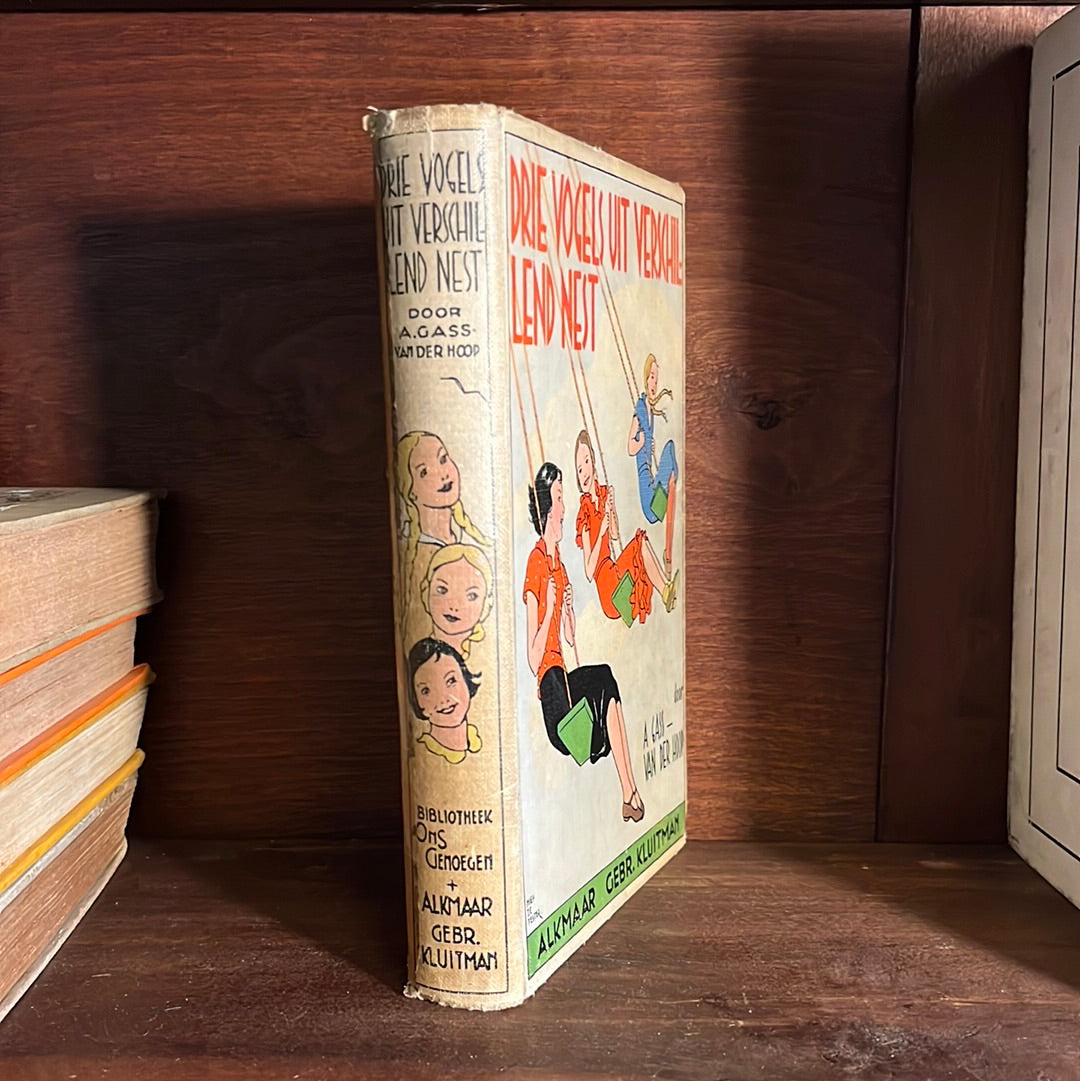 DRIE VOGELS
UIT VERSCHIL
LEND NEST
DOOR
A. GASS-
VAN DER HOOP
BIBLIOTHEEK
ONS
GENOEGEN
+
ALKMAAR
GEBR.
KLUITMAN
DRIE VOGELS UIT VERSCHIL-
LEND NEST
door
A. GASS —
VAN DER HOOP
ALKMAAR GEBR. KLUITMAN